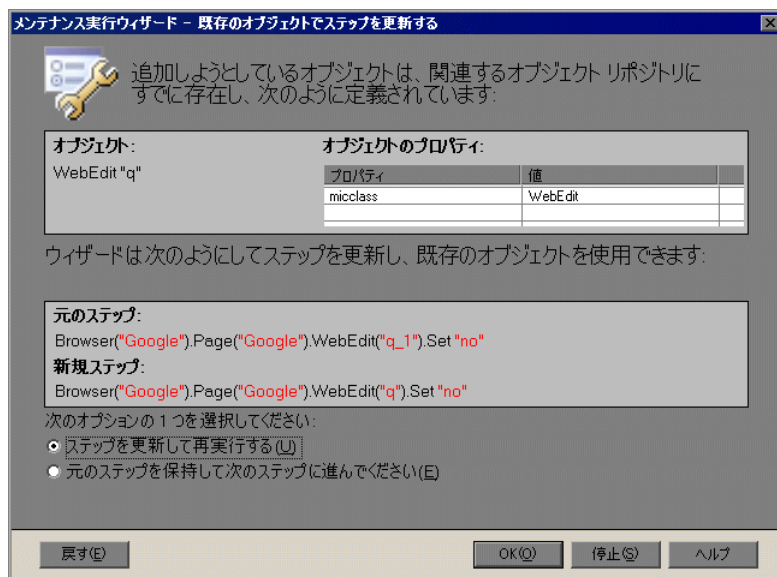 メンテナンス実行ウィザード - 既存のオブジェクトでステップを更新する
追加しようとしているオブジェクトは、関連するオブジェクト リポジトリに
すでに存在し、次のように定義されています:
オブジェクト:
WebEdit "q"
オブジェクトのプロパティ:
プロパティ 値
micclass WebEdit
ウィザードは次のようにしてステップを更新し、既存のオブジェクトを使用できます:
元のステップ:
Browser("Google").Page("Google").WebEdit("q_1").Set "no"
新規ステップ:
Browser("Google").Page("Google").WebEdit("q").Set "no"
次のオプションの 1 つを選択してください:
ステップを更新して再実行する(U)
元のステップを保持して次のステップに進んでください(E)
戻す(E) OK(O) 停止(S) ヘルプ